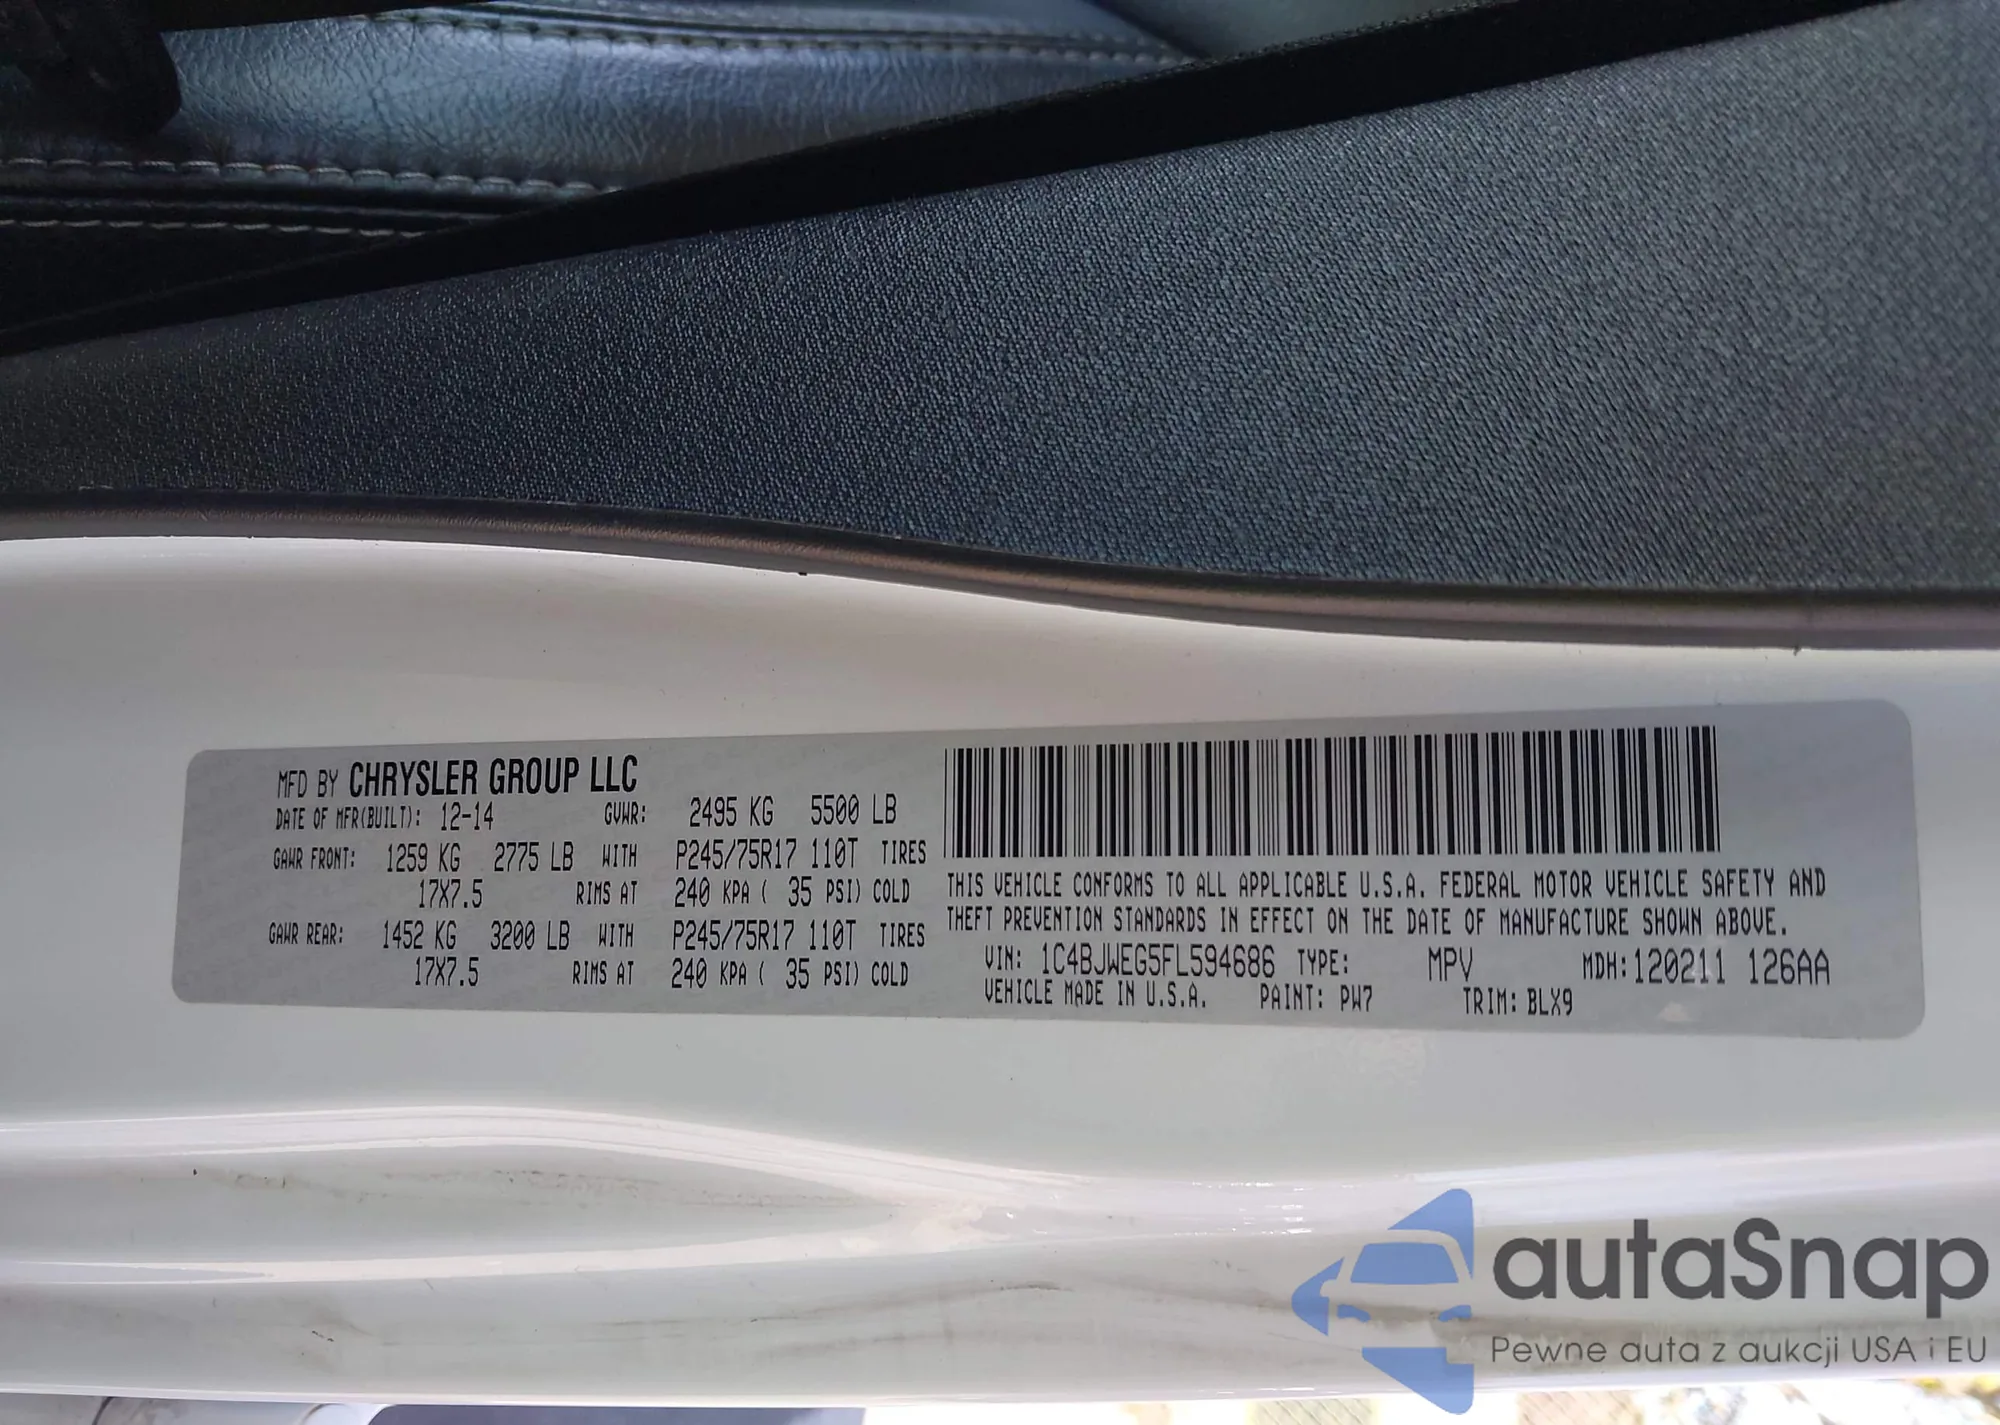 MFD BY CHRYSLER GROUP LLC
DATE OF MFR(BUILT): 12-14 GVWR: 2495 KG 5500 LB
GAWR FRONT: 1259 KG 2775 LB WITH P245/75R17 110T TIRES
17X7.5 RIMS AT 240 KPA ( 35 PSI) COLD
GAWR REAR: 1452 KG 3200 LB WITH P245/75R17 110T TIRES
17X7.5 RIMS AT 240 KPA ( 35 PSI) COLD
THIS VEHICLE CONFORMS TO ALL APPLICABLE U.S.A. FEDERAL MOTOR VEHICLE SAFETY AND
THEFT PREVENTION STANDARDS IN EFFECT ON THE DATE OF MANUFACTURE SHOWN ABOVE.
VIN: 1C4BJWEG5FL594686 TYPE: MPV MDH: 120211 126AA
VEHICLE MADE IN U.S.A. PAINT: PW7 TRIM: BLX9
autaSnap
Pewne auta z aukcji USA i EU